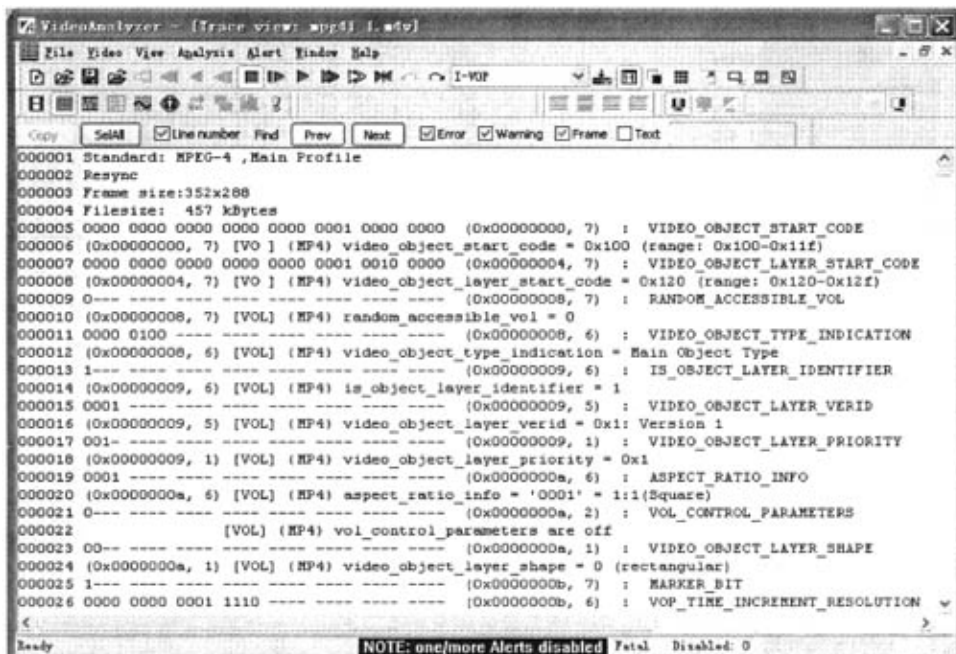 VideoAnalyzer - [Trace view: mpg41_1.m4v]
File Video View Analysis Alert Window Help
I-VOP
Copy SelAll Line number Find Prev Next Error Warning Frame Text
000001 Standard: MPEG-4 ,Main Profile
000002 Resync
000003 Frame size:352x288
000004 Filesize: 457 kBytes
000005 0000 0000 0000 0000 0000 0001 0000 0000 (0x00000000, 7) : VIDEO_OBJECT_START_CODE
000006 (0x00000000, 7) [VO ] (MP4) video_object_start_code = 0x100 (range: 0x100-0x11f)
000007 0000 0000 0000 0000 0000 0001 0010 0000 (0x00000004, 7) : VIDEO_OBJECT_LAYER_START_CODE
000008 (0x00000004, 7) [VO ] (MP4) video_object_layer_start_code = 0x120 (range: 0x120-0x12f)
000009 0--- ---- ---- ---- ---- ---- ---- ---- (0x00000008, 7) : RANDOM_ACCESSIBLE_VOL
000010 (0x00000008, 7) [VOL] (MP4) random_accessible_vol = 0
000011 0000 0100 ---- ---- ---- ---- ---- ---- (0x00000008, 6) : VIDEO_OBJECT_TYPE_INDICATION
000012 (0x00000008, 6) [VOL] (MP4) video_object_type_indication = Main Object Type
000013 1--- ---- ---- ---- ---- ---- ---- ---- (0x00000009, 6) : IS_OBJECT_LAYER_IDENTIFIER
000014 (0x00000009, 6) [VOL] (MP4) is_object_layer_identifier = 1
000015 0001 ---- ---- ---- ---- ---- ---- ---- (0x00000009, 5) : VIDEO_OBJECT_LAYER_VERID
000016 (0x00000009, 5) [VOL] (MP4) video_object_layer_verid = 0x1: Version 1
000017 001- ---- ---- ---- ---- ---- ---- ---- (0x00000009, 1) : VIDEO_OBJECT_LAYER_PRIORITY
000018 (0x00000009, 1) [VOL] (MP4) video_object_layer_priority = 0x1
000019 0001 ---- ---- ---- ---- ---- ---- ---- (0x0000000a, 6) : ASPECT_RATIO_INFO
000020 (0x0000000a, 6) [VOL] (MP4) aspect_ratio_info = '0001' = 1:1(Square)
000021 0--- ---- ---- ---- ---- ---- ---- ---- (0x0000000a, 2) : VOL_CONTROL_PARAMETERS
000022 [VOL] (MP4) vol_control_parameters are off
000023 00-- ---- ---- ---- ---- ---- ---- ---- (0x0000000a, 1) : VIDEO_OBJECT_LAYER_SHAPE
000024 (0x0000000a, 1) [VOL] (MP4) video_object_layer_shape = 0 (rectangular)
000025 1--- ---- ---- ---- ---- ---- ---- ---- (0x0000000b, 7) : MARKER_BIT
000026 0000 0000 0001 1110 ---- ---- ---- ---- (0x0000000b, 6) : VOP_TIME_INCREMENT_RESOLUTION
Ready NOTE: one/more Alerts disabled Fatal Disabled: 0